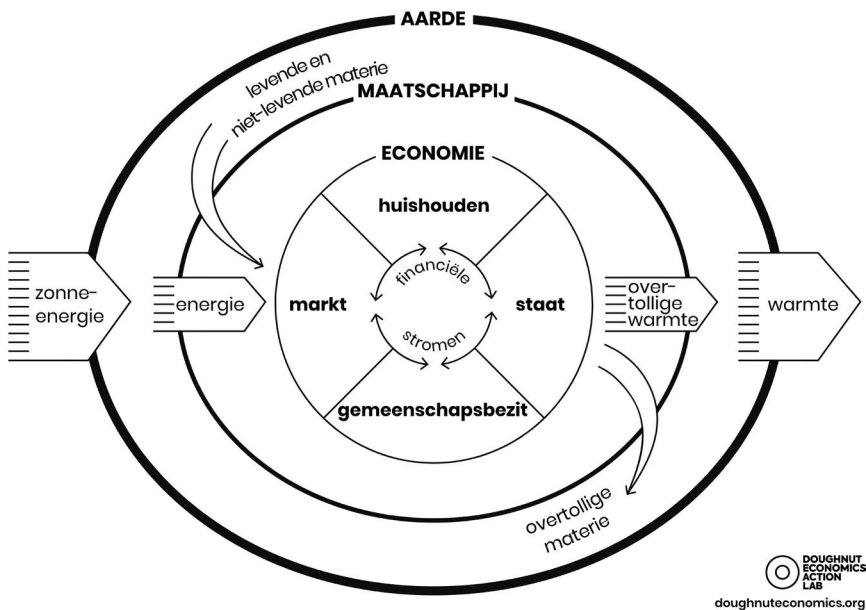 AARDE
levende en
niet-levende materie
MAATSCHAPPIJ
ECONOMIE
huishouden
financiële
zonne-
energie
energie
markt
staat
over-
tollige
warmte
warmte
stromen
gemeenschapsbezit
overtollige
materie
DOUGHNUT
ECONOMICS
ACTION
LAB
doughnuteconomics.org